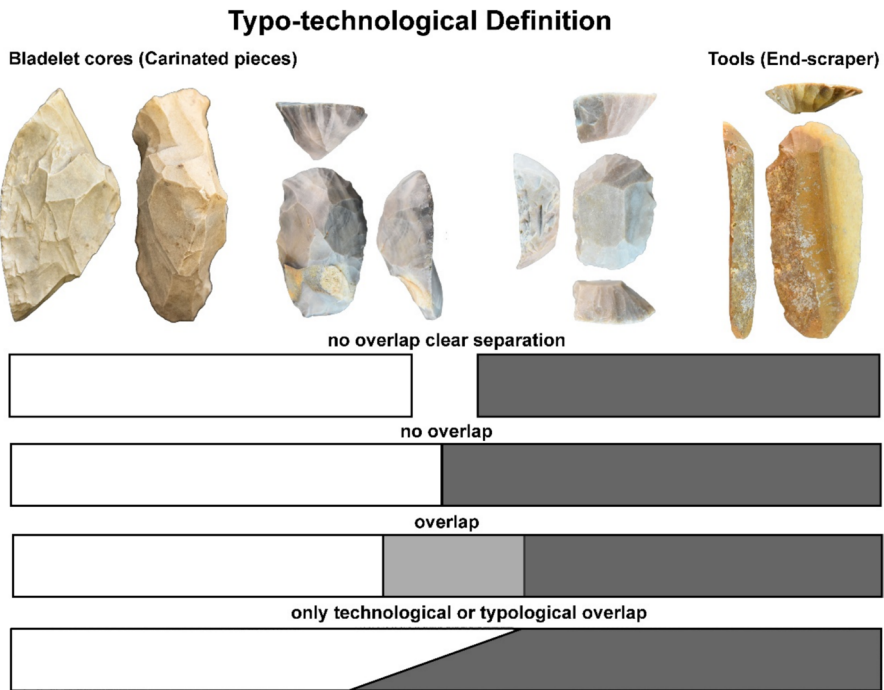 Typo-technological Definition
Bladelet cores (Carinated pieces)
Tools (End-scraper)
no overlap clear separation
no overlap
overlap
only technological or typological overlap